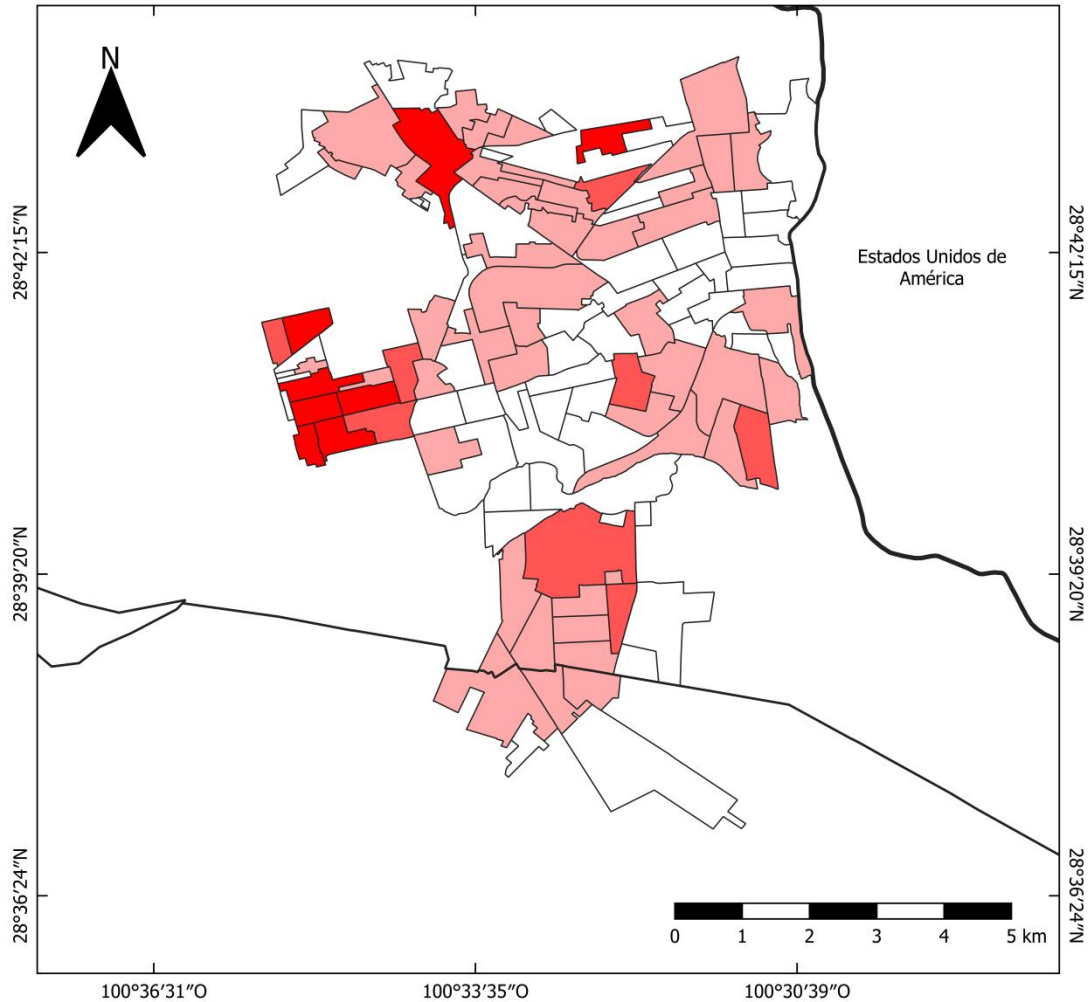 N
Estados Unidos de
América
28°42′15″N
28°42′15″N
28°39′20″N
28°39′20″N
28°36′24″N
28°36′24″N
0 1 2 3 4 5 km
100°36′31″O 100°33′35″O 100°30′39″O